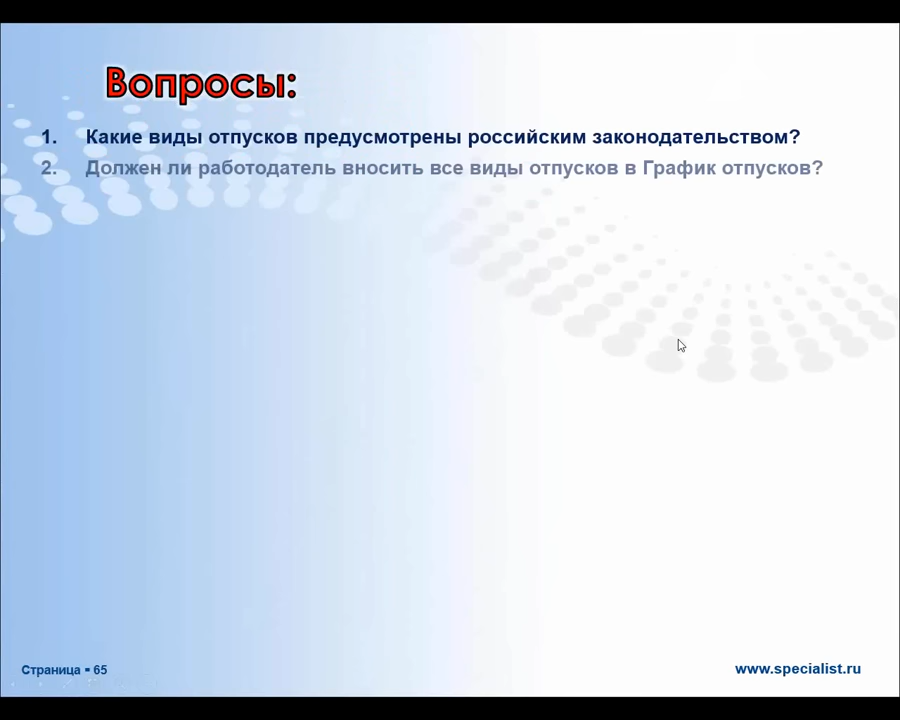 Вопросы:
1. Какие виды отпусков предусмотрены российским законодательством?
2. Должен ли работодатель вносить все виды отпусков в График отпусков?
Страница ▪ 65
www.specialist.ru